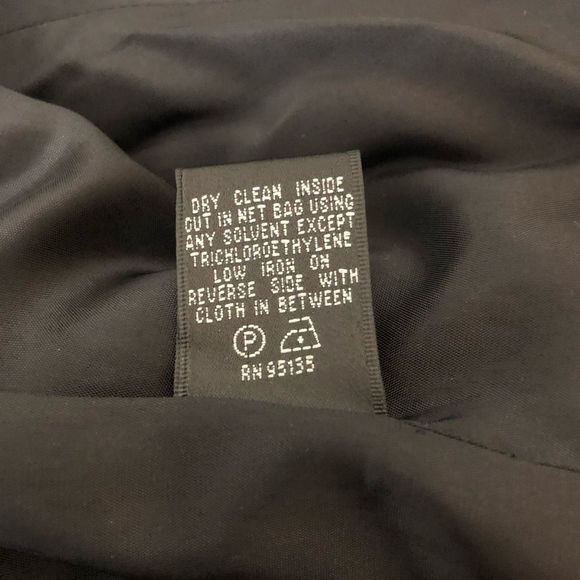 DRY CLEAN INSIDE
OUT IN NET BAG USING
ANY SOLVENT EXCEPT
TRICHLOROETHYLENE
LOW IRON ON
REVERSE SIDE WITH
CLOTH IN BETWEEN
P
RN 95135